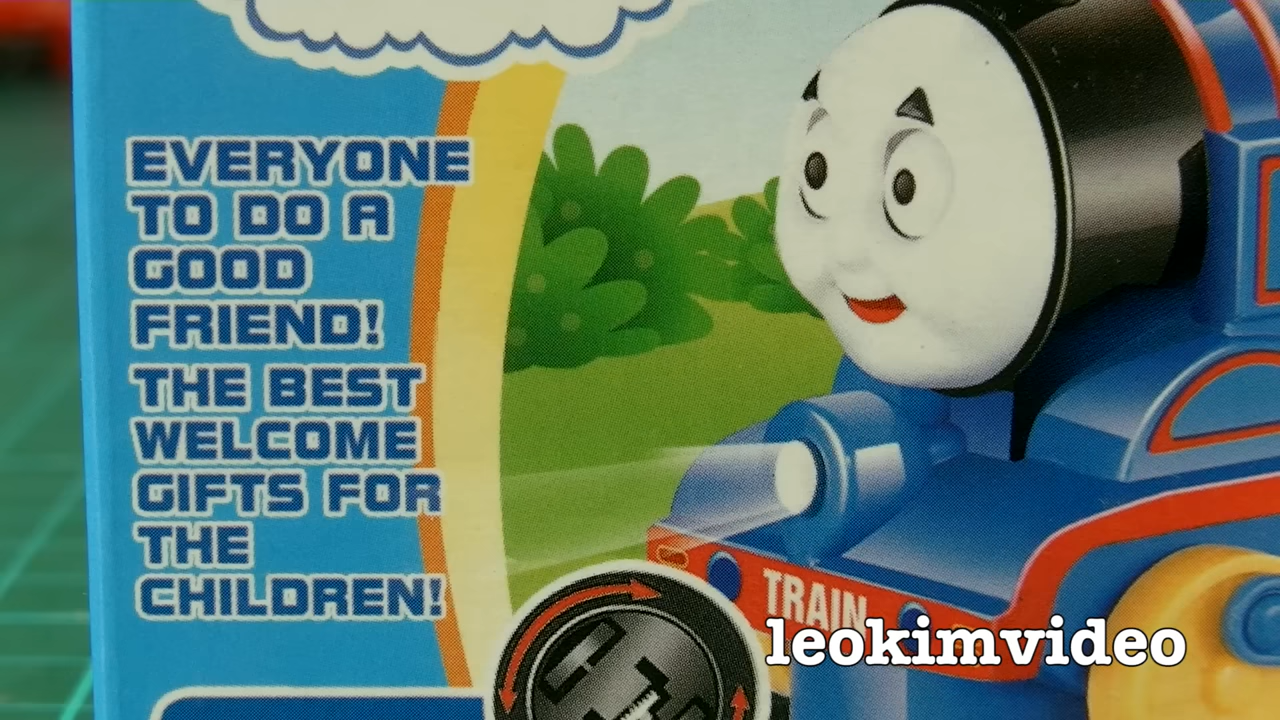 EVERYONE
TO DO A
GOOD
FRIEND!
THE BEST
WELCOME
GIFTS FOR
THE
CHILDREN!
TRAIN
leokimvideo